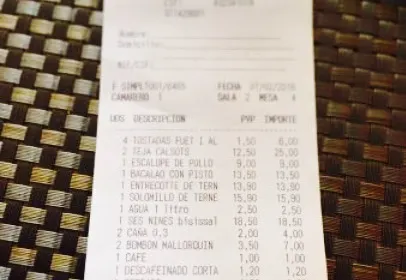 Nombre
Domicilio
NIF/CIF:
F SIMPLT001/6465 FECHA 07/02/2016
CAMARERO 1 SALA 2 MESA 4
UDS DESCRIPCION PVP IMPORTE
4 TOSTADAS FUET I AL 1,50 6,00
2 TEJA CALSOTS 12,50 25,00
1 ESCALOPE DE POLLO 9,00 9,00
1 BACALAO CON PISTO 13,50 13,50
1 ENTRECOTTE DE TERN 13,90 13,90
1 SOLOMILLO DE TERNE 15,90 15,90
1 AGUA 1 litro 2,50 2,50
1 SES NINES 18,50 18,50
2 CAÑA 0.3 2,00 4,00
2 BOMBON MALLORQUIN 3,50 7,00
1 CAFE 1,00 1,00
1 DESCAFEINADO CORTA 1,20 1,20